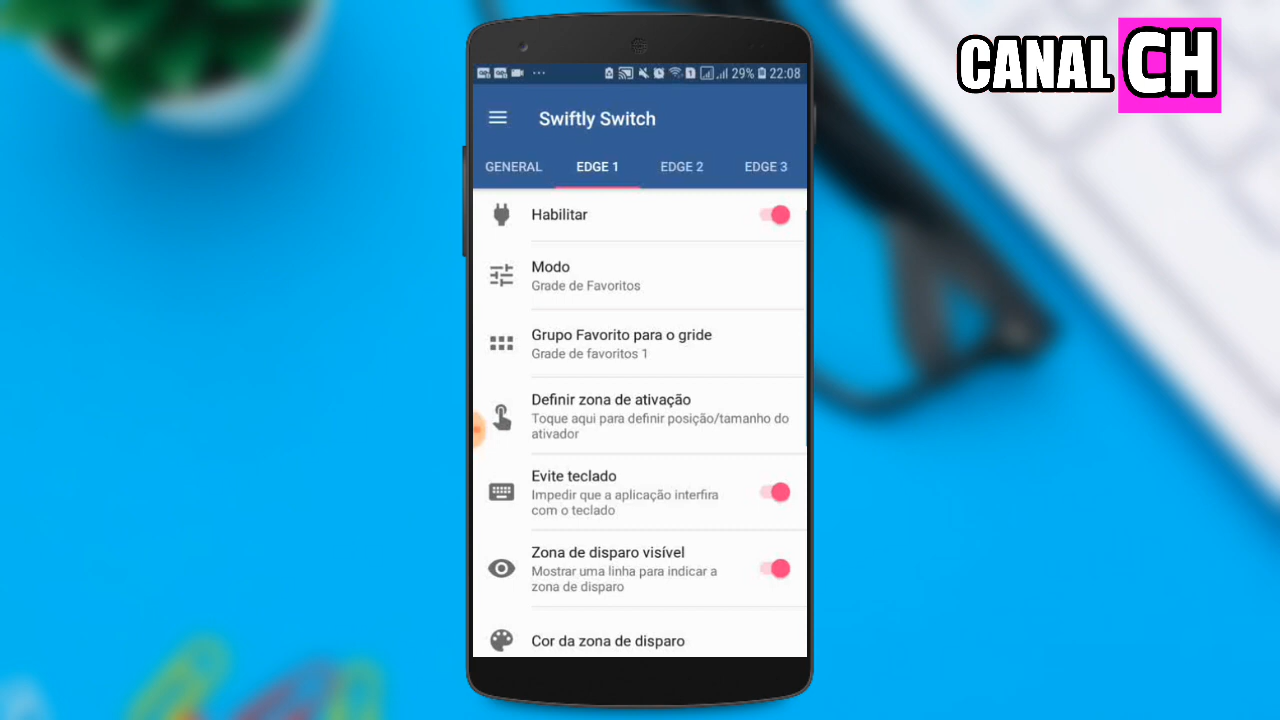 CANAL CH
29% 22:08
Swiftly Switch
GENERAL EDGE 1 EDGE 2 EDGE 3
Habilitar
Modo
Grade de Favoritos
Grupo Favorito para o gride
Grade de favoritos 1
Definir zona de ativação
Toque aqui para definir posição/tamanho do
ativador
Evite teclado
Impedir que a aplicação interfira
com o teclado
Zona de disparo visível
Mostrar uma linha para indicar a
zona de disparo
Cor da zona de disparo